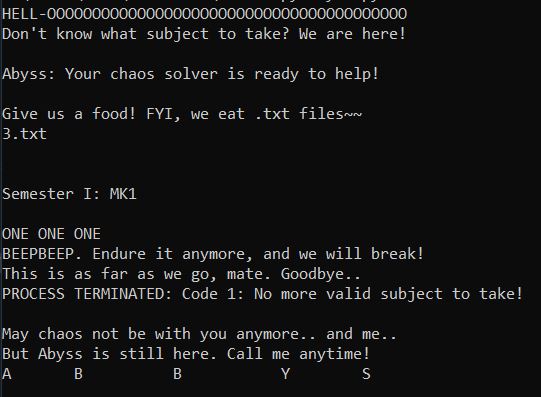 HELL-OOOOOOOOOOOOOOOOOOOOOOOOOOOOOOOOOOOOOOOOO
Don't know what subject to take? We are here!
Abyss: Your chaos solver is ready to help!
Give us a food! FYI, we eat .txt files~~
3.txt
Semester I: MK1
ONE ONE ONE
BEEPBEEP. Endure it anymore, and we will break!
This is as far as we go, mate. Goodbye..
PROCESS TERMINATED: Code 1: No more valid subject to take!
May chaos not be with you anymore.. and me..
But Abyss is still here. Call me anytime!
A       B          B           Y        S